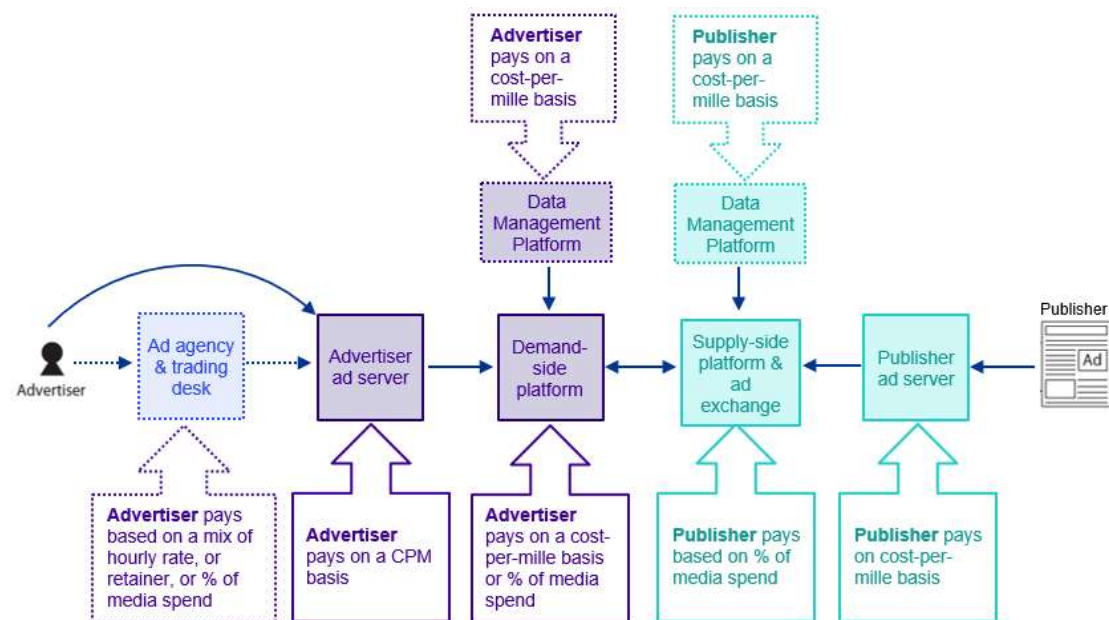 Advertiser
pays on a
cost-per-
mille basis
Publisher
pays on a
cost-per-
mille basis
Data
Management
Platform
Data
Management
Platform
Advertiser
Ad agency
& trading
desk
Advertiser
ad server
Demand-
side
platform
Supply-side
platform &
ad
exchange
Publisher
ad server
Publisher
Ad
Advertiser pays
based on a mix of
hourly rate, or
retainer, or % of
media spend
Advertiser
pays on a CPM
basis
Advertiser
pays on a cost-
per-mille basis
or % of media
spend
Publisher pays
based on % of
media spend
Publisher pays
on cost-per-
mille basis